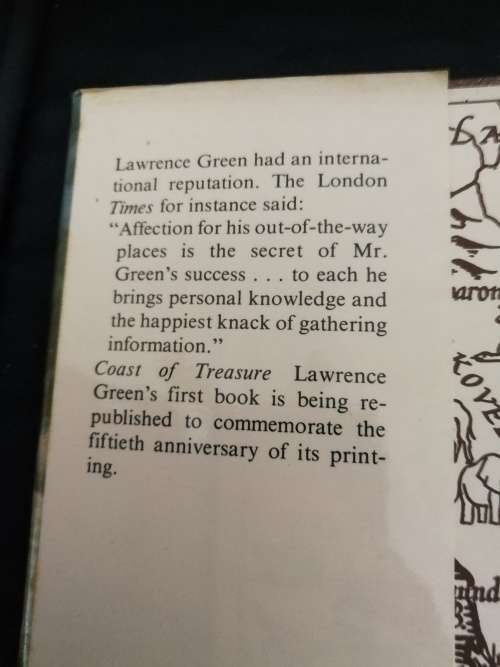 Lawrence Green had an interna-
tional reputation. The London
Times for instance said:
“Affection for his out-of-the-way
places is the secret of Mr.
Green’s success . . . to each he
brings personal knowledge and
the happiest knack of gathering
information.”
Coast of Treasure Lawrence
Green’s first book is being re-
published to commemorate the
fiftieth anniversary of its print-
ing.